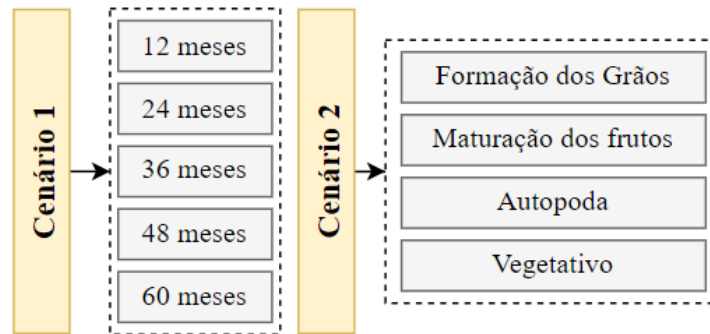 Cenário 1
12 meses
24 meses
36 meses
48 meses
60 meses
Cenário 2
Formação dos Grãos
Maturação dos frutos
Autopoda
Vegetativo